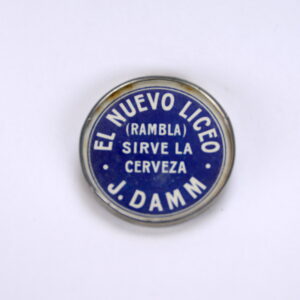 EL NUEVO LICEO
(RAMBLA)
SIRVE LA
CERVEZA
· J. DAMM ·